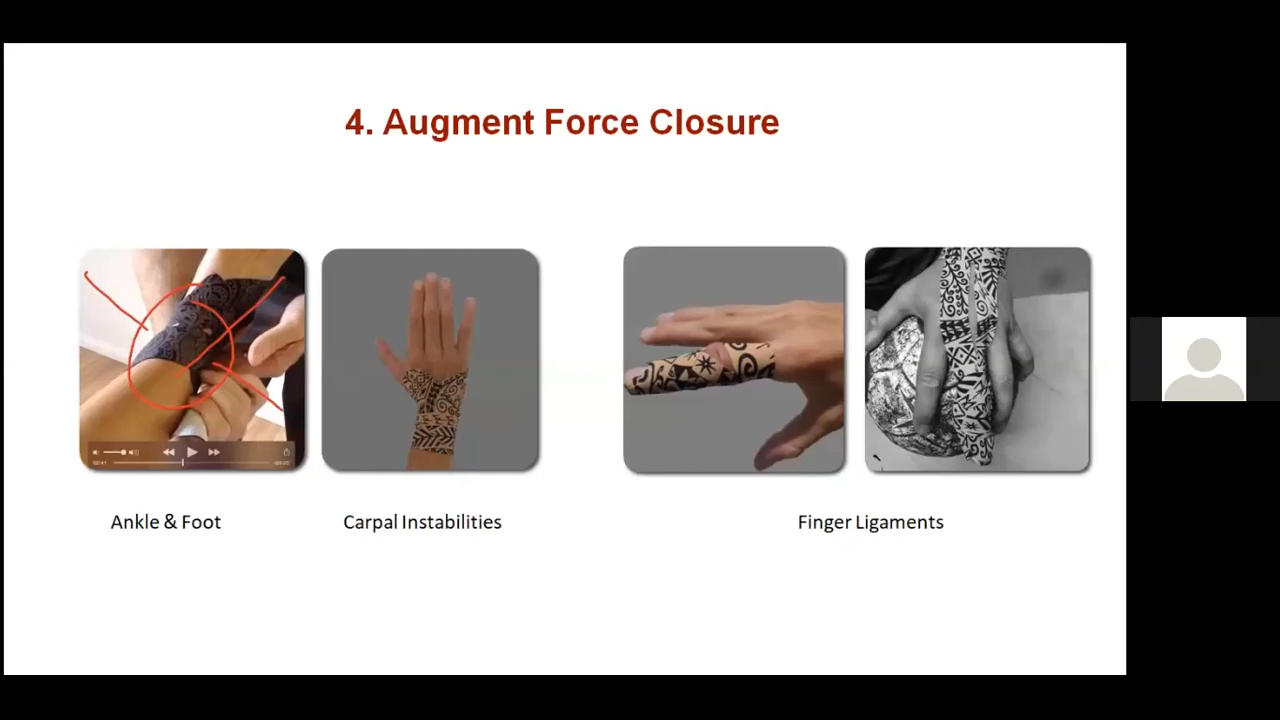 4. Augment Force Closure
Ankle & Foot
Carpal Instabilities
Finger Ligaments